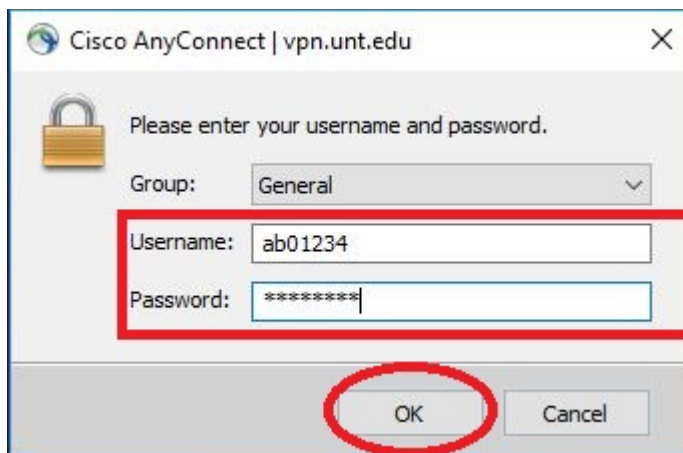 Cisco AnyConnect | vpn.unt.edu
Please enter your username and password.
Group: General
Username: ab01234
Password: ********
OK Cancel